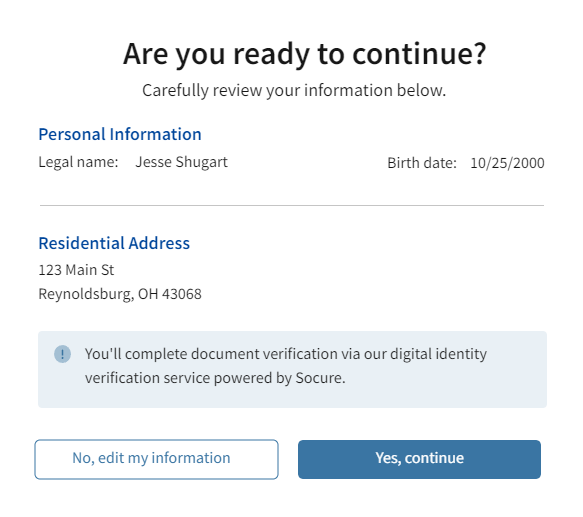 Are you ready to continue?
Carefully review your information below.
Personal Information
Legal name: Jesse Shugart Birth date: 10/25/2000
Residential Address
123 Main St
Reynoldsburg, OH 43068
! You'll complete document verification via our digital identity
verification service powered by Socure.
No, edit my information Yes, continue